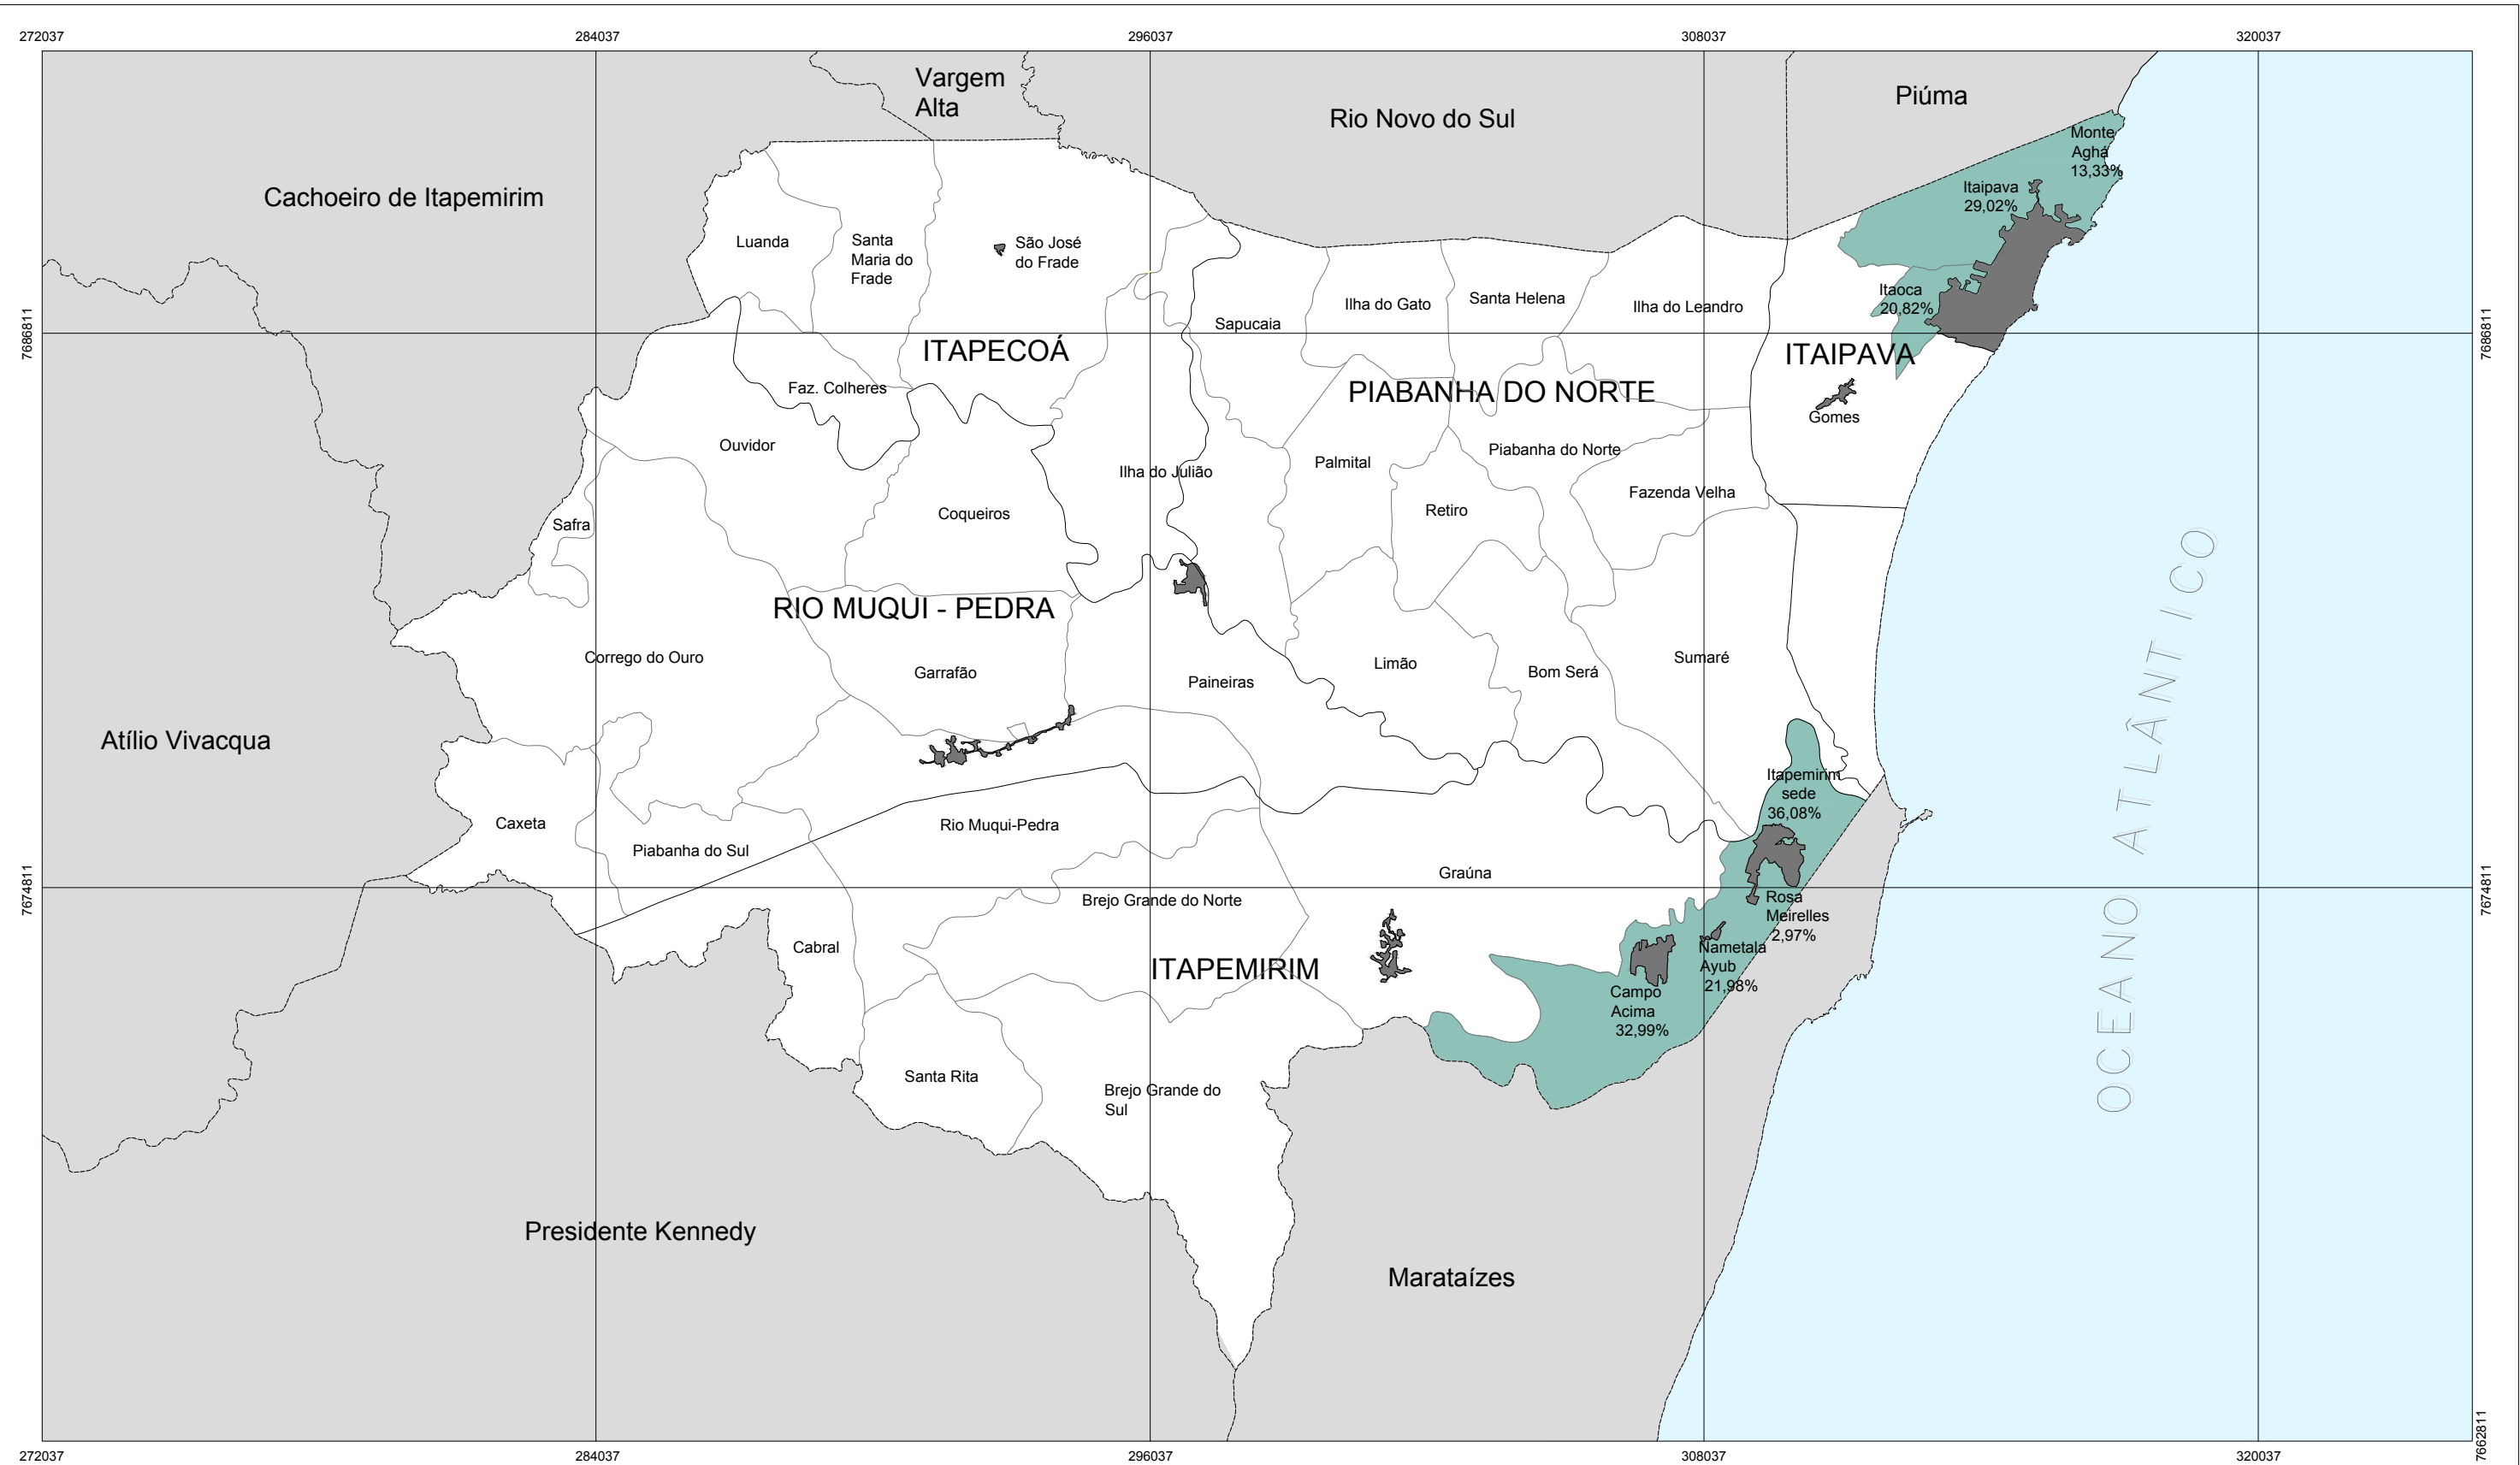 272037
284037
296037
308037
320037
Vargem
Alta
Piúma
Rio Novo do Sul
Monte
Aghá
13,33%
Cachoeiro de Itapemirim
Itaipava
29,02%
Luanda
Santa
Maria do
Frade
São José
do Frade
Itaoca
20,82%
Ilha do Gato
Santa Helena
Ilha do Leandro
Sapucaia
7686811
7686811
ITAPECOÁ
ITAIPAVA
Faz. Colheres
PIABANHA DO NORTE
Gomes
Ouvidor
Piabanha do Norte
Palmital
Ilha do Julião
Fazenda Velha
Retiro
Coqueiros
Safra
RIO MUQUI - PEDRA
Corrego do Ouro
Garrafão
Paineiras
Limão
Bom Será
Sumaré
OCEANO ATLÂNTICO
Atílio Vivacqua
Itapemirim
sede
36,08%
Caxeta
Rio Muqui-Pedra
Piabanha do Sul
Graúna
7674811
7674811
Brejo Grande do Norte
Rosa
Meirelles
2,97%
Cabral
ITAPEMIRIM
Nametala
Ayub
21,98%
Campo
Acima
32,99%
Santa Rita
Brejo Grande do
Sul
Presidente Kennedy
Marataízes
7662811
272037
284037
296037
308037
320037